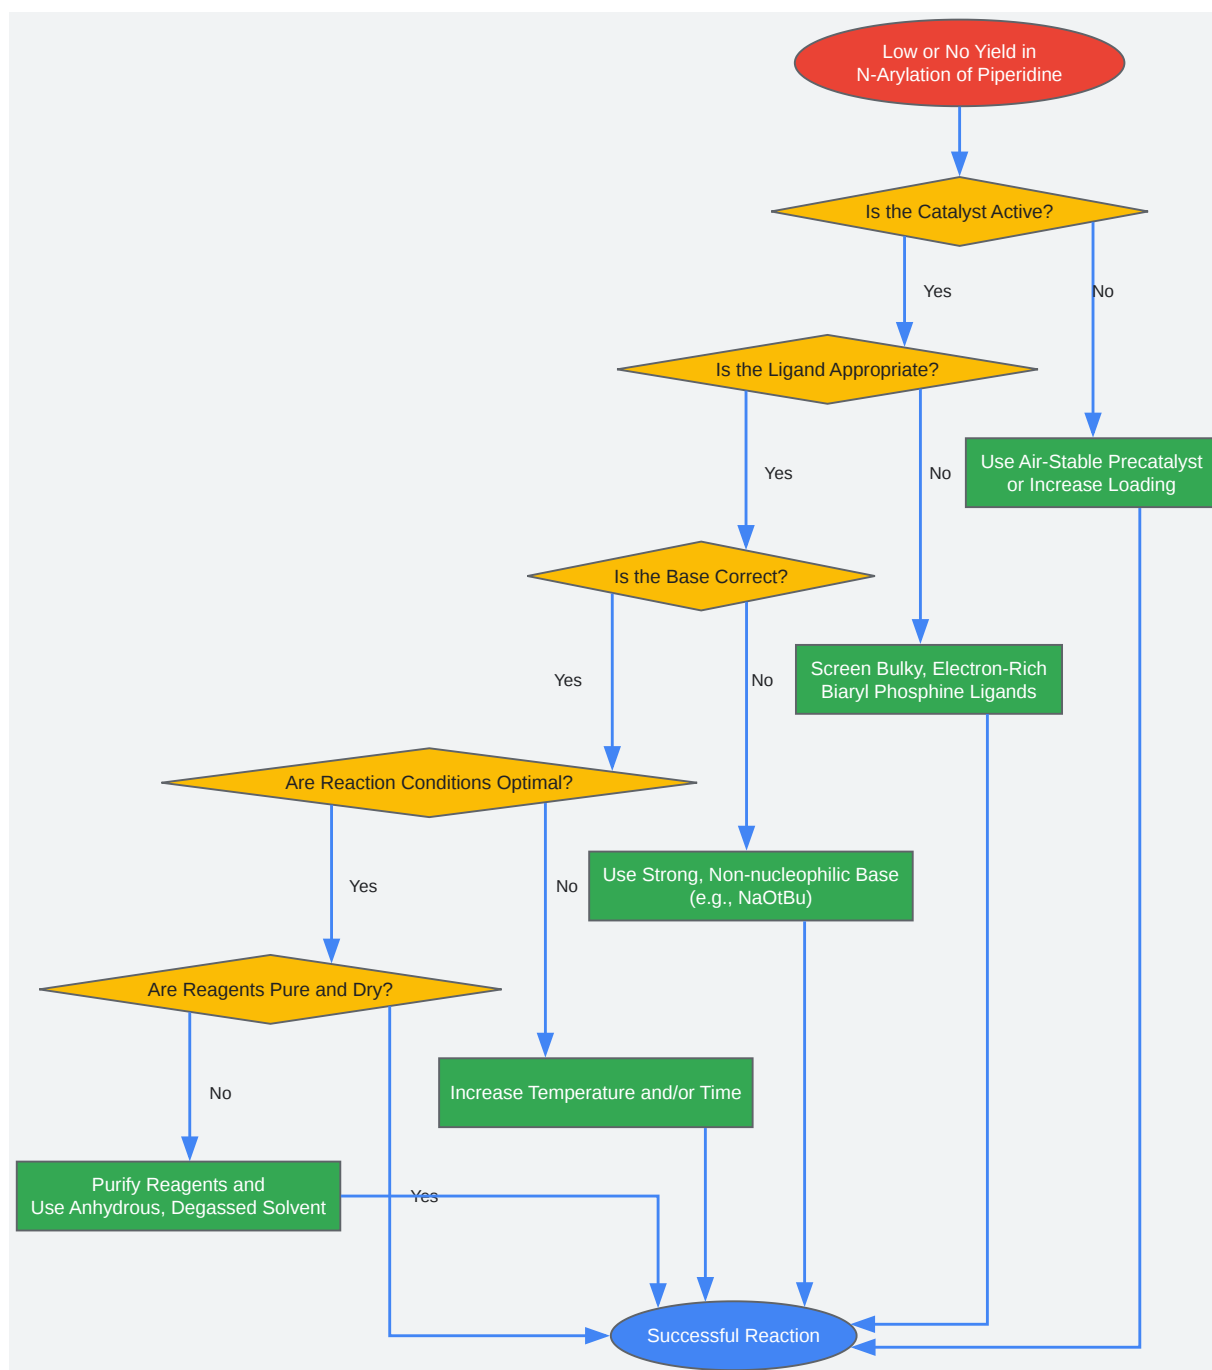 Low or No Yield in
N-Arylation of Piperidine
Is the Catalyst Active?
Yes
No
Is the Ligand Appropriate?
Use Air-Stable Precatalyst
or Increase Loading
Yes
No
Is the Base Correct?
Screen Bulky, Electron-Rich
Biaryl Phosphine Ligands
Yes
No
Are Reaction Conditions Optimal?
Use Strong, Non-nucleophilic Base
(e.g., NaOtBu)
Yes
No
Are Reagents Pure and Dry?
Increase Temperature and/or Time
No
Purify Reagents and
Use Anhydrous, Degassed Solvent
Yes
Successful Reaction